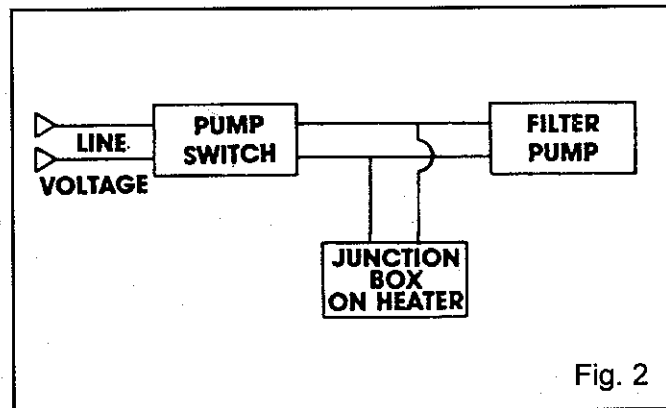 LINE
VOLTAGE
PUMP
SWITCH
FILTER
PUMP
JUNCTION
BOX
ON HEATER
Fig. 2